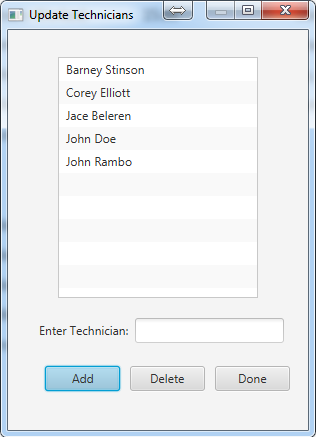 Update Technicians
Barney Stinson
Corey Elliott
Jace Beleren
John Doe
John Rambo
Enter Technician:
Add Delete Done